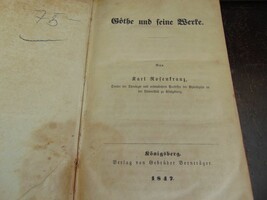 75-
Göthe und seine Werke.
Von
Karl Rosenkranz,
Königsberg.
Verlag von Gebrüder Bornträger
1847.